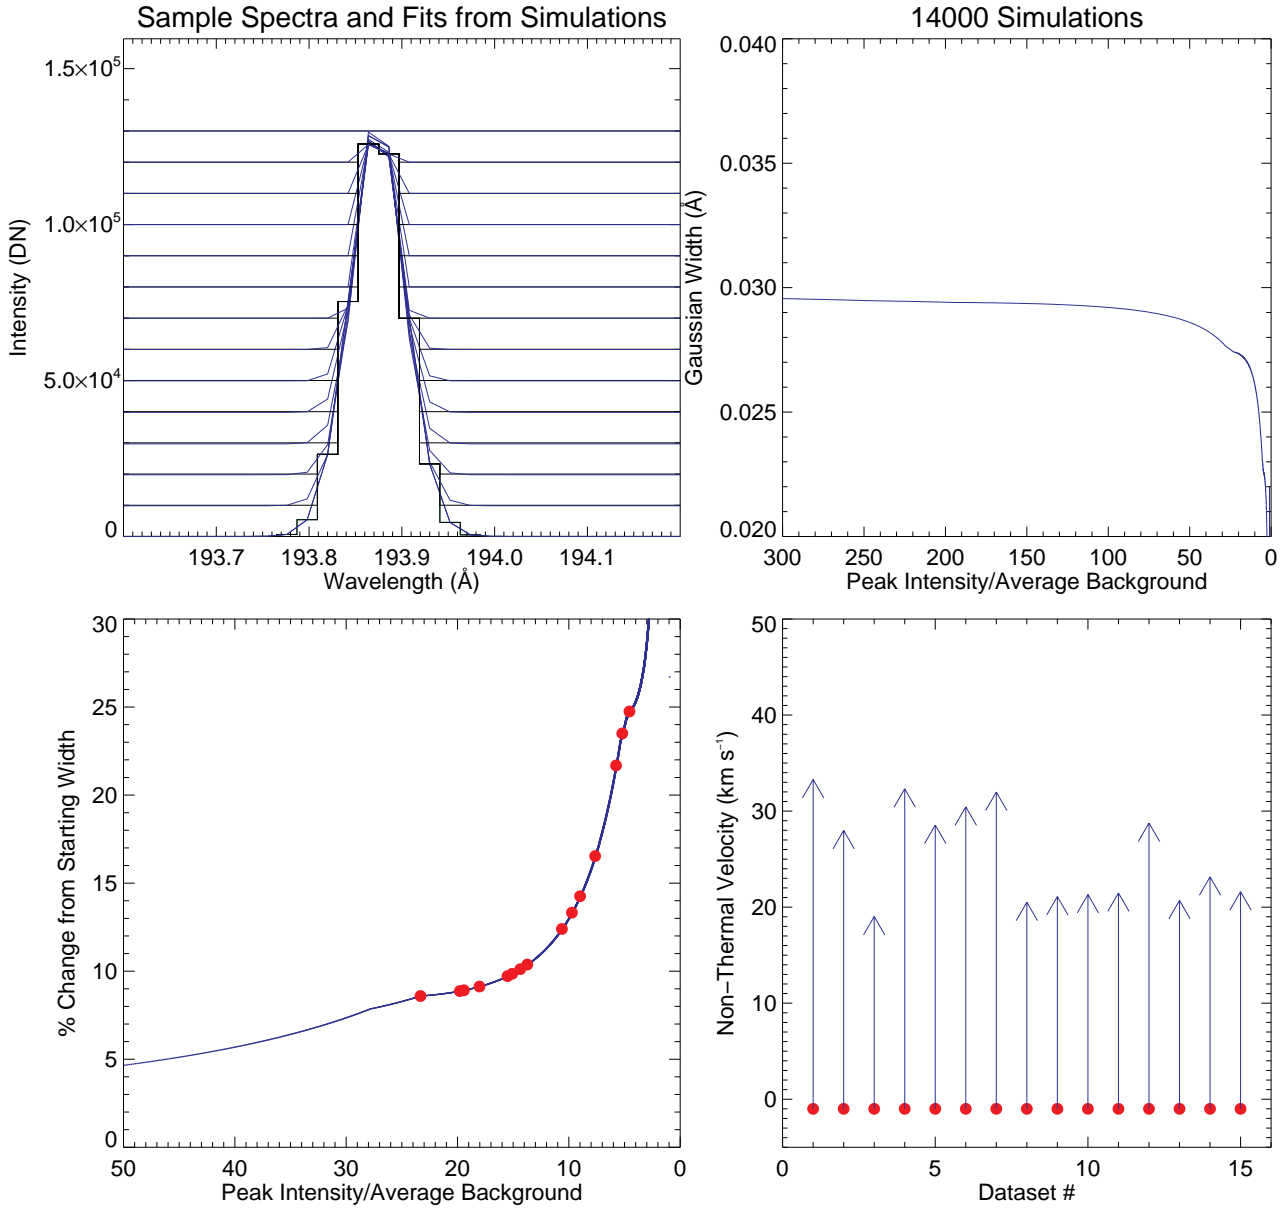 Sample Spectra and Fits from Simulations
Intensity (DN)
1.5×10⁵
1.0×10⁵
5.0×10⁴
0
193.7 193.8 193.9 194.0 194.1
Wavelength (Å)
14000 Simulations
Gaussian Width (Å)
0.040
0.035
0.030
0.025
0.020
300 250 200 150 100 50 0
Peak Intensity/Average Background
% Change from Starting Width
30
25
20
15
10
5
0
50 40 30 20 10 0
Peak Intensity/Average Background
Non−Thermal Velocity (km s⁻¹)
50
40
30
20
10
0
0 5 10 15
Dataset #